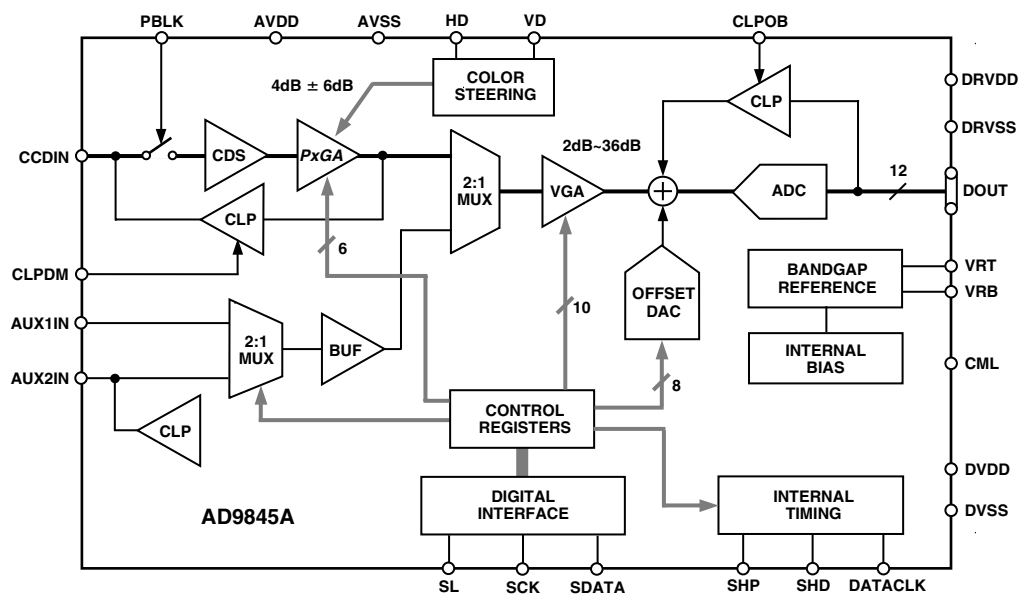 PBLK AVDD AVSS HD VD CLPOB
4dB ± 6dB
COLOR
STEERING
CLP
DRVDD
DRVSS
CCDIN
CDS
PxGA
2:1
MUX
2dB~36dB
VGA
ADC
12
DOUT
CLP
6
CLPDM
10
OFFSET
DAC
8
BANDGAP
REFERENCE
VRT
VRB
INTERNAL
BIAS
CML
AUX1IN
2:1
MUX
BUF
AUX2IN
CLP
CONTROL
REGISTERS
DIGITAL
INTERFACE
INTERNAL
TIMING
DVDD
DVSS
AD9845A
SL SCK SDATA SHP SHD DATACLK